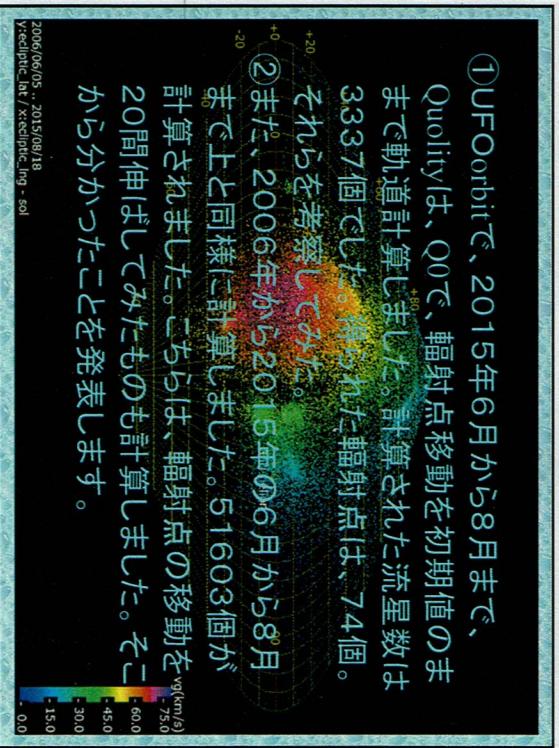 ①UFOorbitで、2015年6月から8月まで、
Quolityは、Q0で、輻射点移動を初期値のま
まで軌道計算しました。計算された流星数は
3337個でした。得られた輻射点は、74個。
それらを考察してみた。
②また、2006年から2015年の6月から8月
まで上と同様に計算しました。51603個が
計算されました。こちらは、輻射点の移動を
20間伸ばしてみたものも計算しました。そこ
から分かったことを発表します。
+20
+0
-20
+80
vg(km/s)
75.0
60.0
45.0
30.0
15.0
0.0
2006/06/05 . , 2015/08/18
y:ecliptic_lat / x:ecliptic_lng - sol